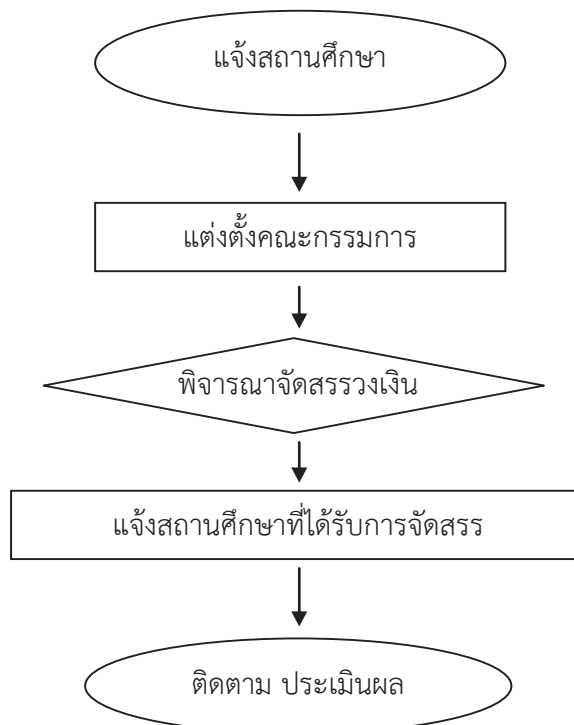 แจ้งสถานศึกษา
แต่งตั้งคณะกรรมการ
พิจารณาจัดสรรวงเงิน
แจ้งสถานศึกษาที่ได้รับการจัดสรร
ติดตาม ประเมินผล